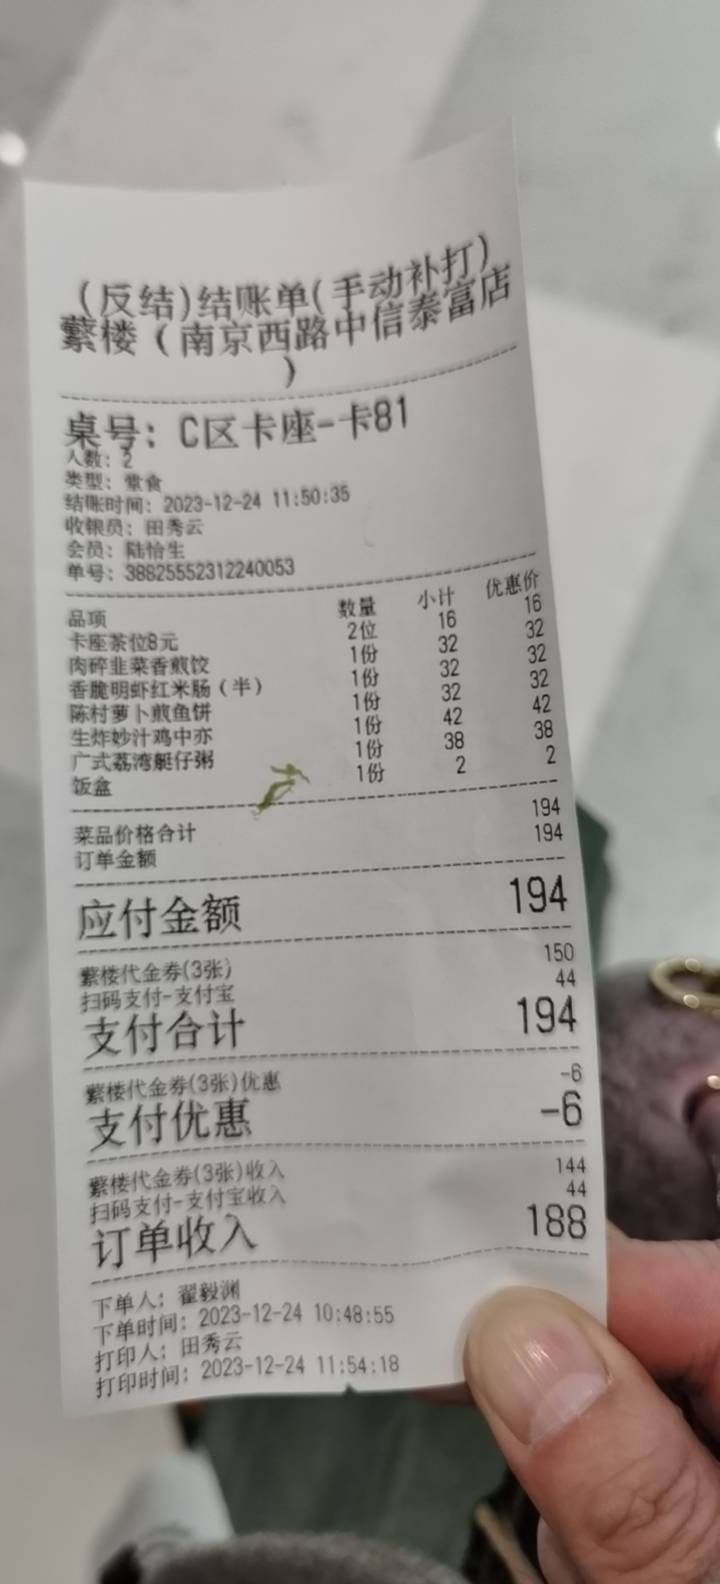 (反结)结账单(手动补打)
蘩楼(南京西路中信泰富店
)
桌号: C区卡座-卡81
人数: 2
类型: 堂食
结账时间: 2023-12-24 11:50:35
收银员: 田秀云
会员: 陆怡生
单号: 38825552312240053
品项 数量 小计 优惠价
卡座茶位8元 2位 16 16
肉碎韭菜香煎饺 1份 32 32
香脆明虾红米肠(半) 1份 32 32
陈村萝卜煎鱼饼 1份 32 32
生炸妙汁鸡中亦 1份 42 42
广式荔湾艇仔粥 1份 38 38
饭盒 1份 2 2
菜品价格合计 194
订单金额 194
应付金额 194
蘩楼代金券(3张) 150
扫码支付-支付宝 44
支付合计 194
蘩楼代金券(3张)优惠 -6
支付优惠 -6
蘩楼代金券(3张)收入 144
扫码支付-支付宝收入 44
订单收入 188
下单人: 翟毅渊
下单时间: 2023-12-24 10:48:55
打印人: 田秀云
打印时间: 2023-12-24 11:54:18